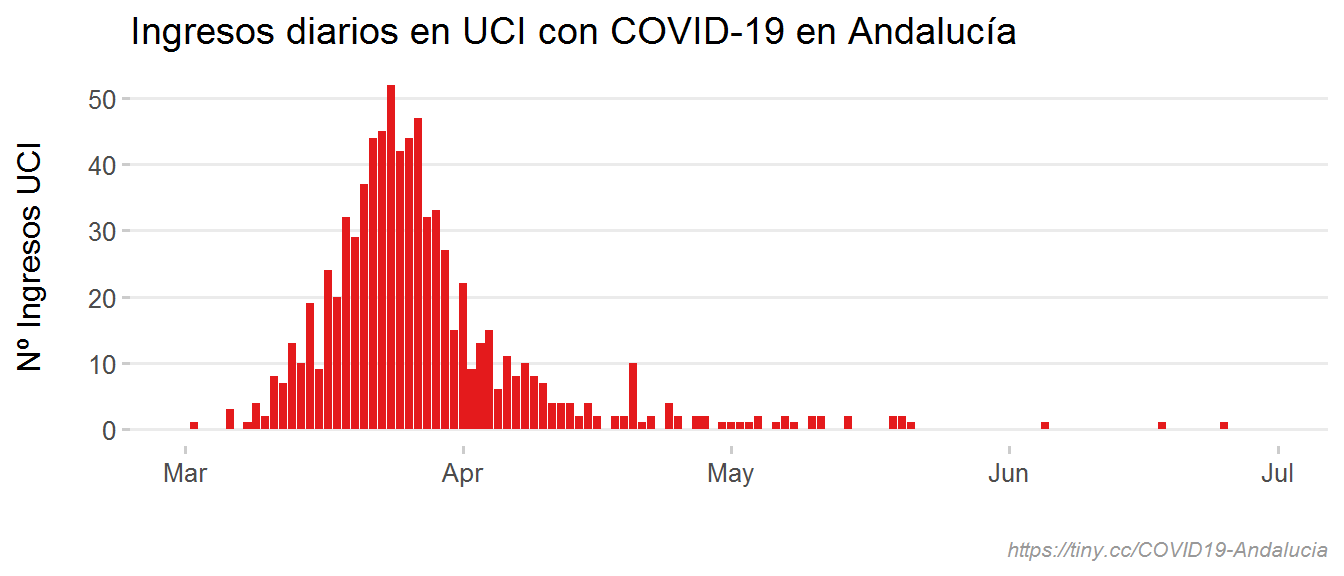 Ingresos diarios en UCI con COVID-19 en Andalucía
Nº Ingresos UCI
50
40
30
20
10
0
Mar Apr May Jun Jul
https://tiny.cc/COVID19-Andalucia